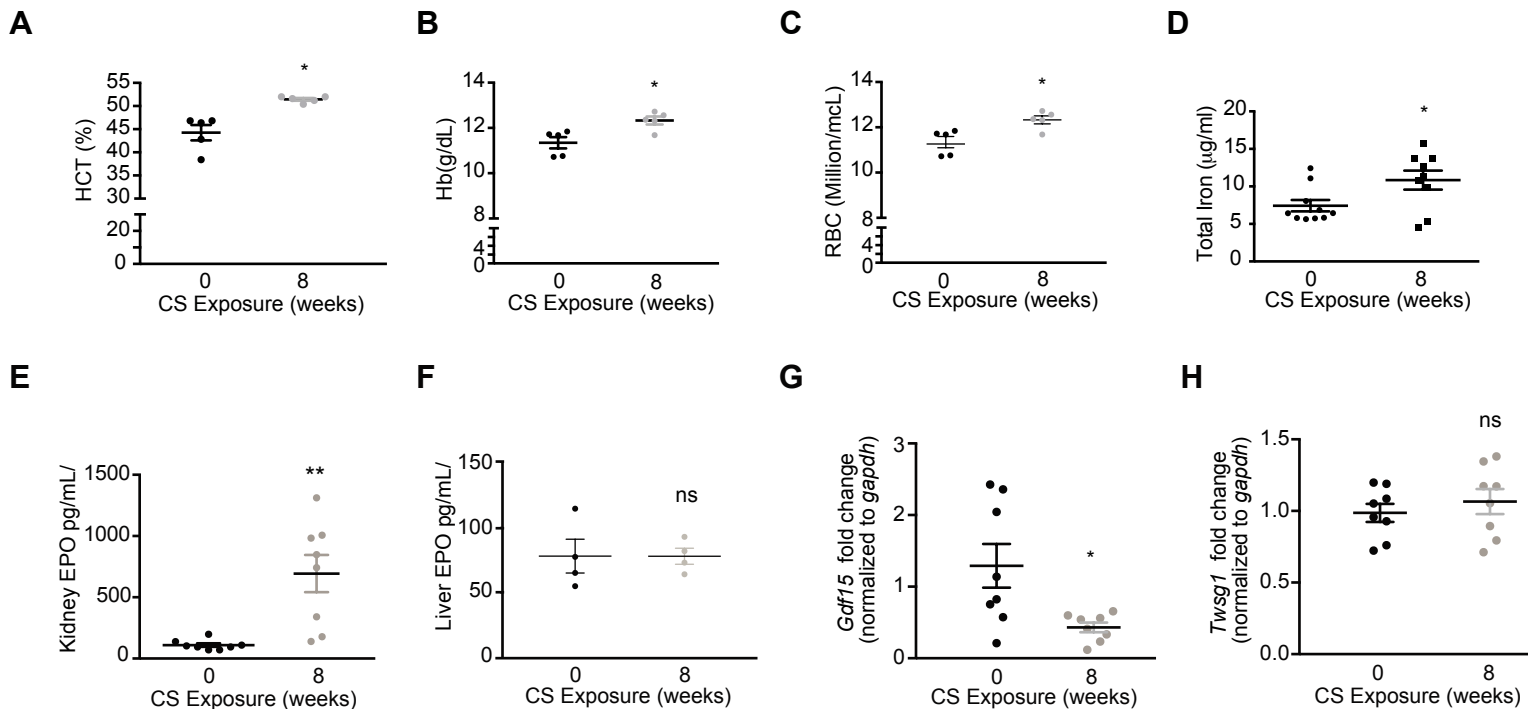 A
HCT (%)
55
50
45
40
35
30
20
0
*
0 8
CS Exposure (weeks)
B
Hb(g/dL)
14
12
10
8
4
0
*
0 8
CS Exposure (weeks)
C
RBC (Million/mcL)
14
12
10
8
4
0
*
0 8
CS Exposure (weeks)
D
Total Iron (µg/ml)
20
15
10
5
0
*
0 8
CS Exposure (weeks)
E
Kidney EPO pg/mL/
1500
1000
500
0
**
0 8
CS Exposure (weeks)
F
Liver EPO pg/mL/
150
100
50
0
ns
0 8
CS Exposure (weeks)
G
Gdf15 fold change
(normalized to gapdh)
3
2
1
0
*
0 8
CS Exposure (weeks)
H
Twsg1 fold change
(normalized to gapdh)
1.5
1.0
0.5
0.0
ns
0 8
CS Exposure (weeks)